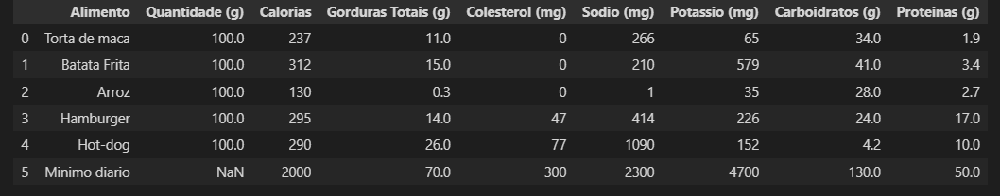 Alimento Quantidade (g) Calorias Gorduras Totais (g) Colesterol (mg) Sodio (mg) Potassio (mg) Carboidratos (g) Proteinas (g)
0 Torta de maca 100.0 237 11.0 0 266 65 34.0 1.9
1 Batata Frita 100.0 312 15.0 0 210 579 41.0 3.4
2 Arroz 100.0 130 0.3 0 1 35 28.0 2.7
3 Hamburger 100.0 295 14.0 47 414 226 24.0 17.0
4 Hot-dog 100.0 290 26.0 77 1090 152 4.2 10.0
5 Minimo diario NaN 2000 70.0 300 2300 4700 130.0 50.0